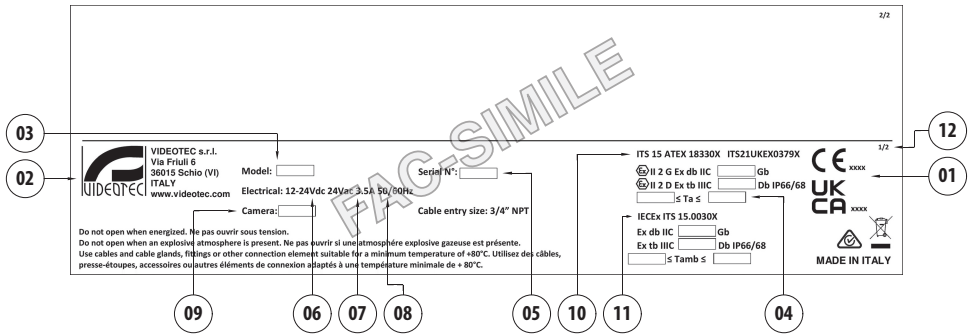 2/2
FAC-SIMILE
03
12
02
01
VIDEOTEC
VIDEOTEC s.r.l.
Via Friuli 6
36015 Schio (VI)
ITALY
www.videotec.com
Model:
Serial N°:
Electrical: 12-24Vdc 24Vac 3.5A 50/60Hz
Camera:
Cable entry size: 3/4” NPT
Do not open when energized. Ne pas ouvrir sous tension.
Do not open when an explosive atmosphere is present. Ne pas ouvrir si une atmosphére explosive gazeuse est présente.
Use cables and cable glands, fittings or other connection element suitable for a minimum temperature of +80°C. Utilisez des câbles,
presse-étoupes, accessoires ou autres éléments de connexion adaptés à une température minimale de + 80°C.
1/2
ITS 15 ATEX 18330X ITS21UKEX0379X
Ex II 2 G Ex db IIC Gb
Ex II 2 D Ex tb IIIC Db IP66/68
≤ Ta ≤
IECEx ITS 15.0030X
Ex db IIC Gb
Ex tb IIIC Db IP66/68
≤ Tamb ≤
CE xxxx
UK
CA xxxx
MADE IN ITALY
09
06
07
08
05
10
11
04